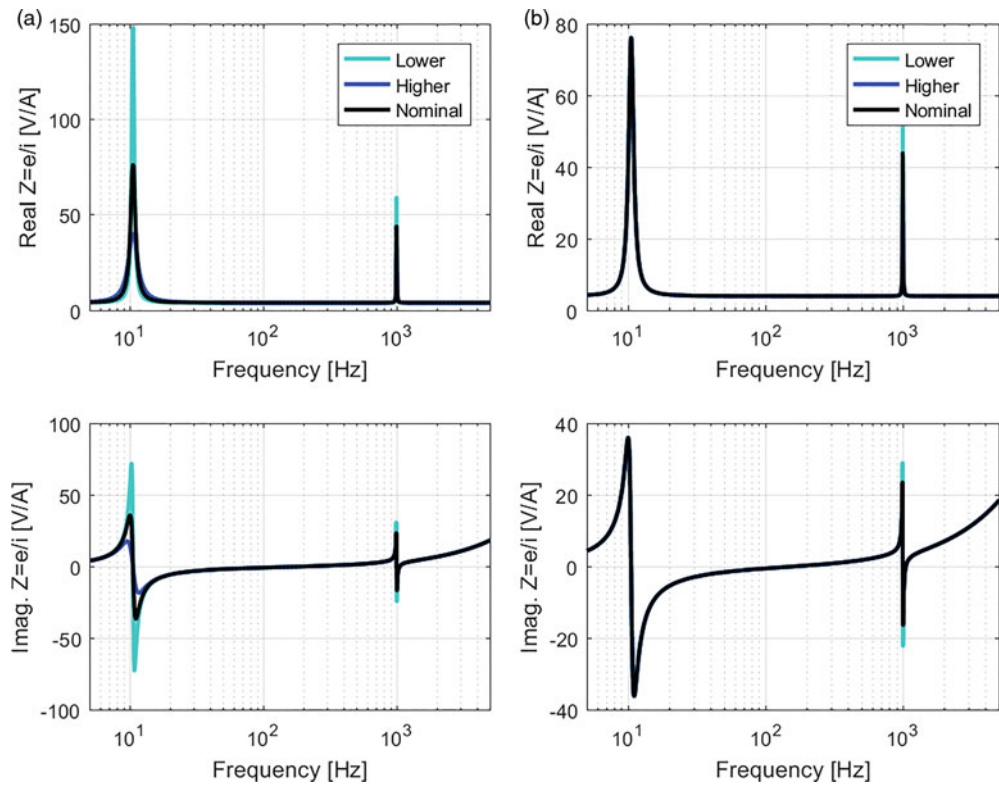 (a)
150
100
50
0
Real Z=e/i [V/A]
Lower
Higher
Nominal
10^1
10^2
10^3
Frequency [Hz]
(b)
80
60
40
20
0
Real Z=e/i [V/A]
Lower
Higher
Nominal
10^1
10^2
10^3
Frequency [Hz]
100
50
0
-50
-100
Imag. Z=e/i [V/A]
10^1
10^2
10^3
Frequency [Hz]
40
20
0
-20
-40
Imag. Z=e/i [V/A]
10^1
10^2
10^3
Frequency [Hz]